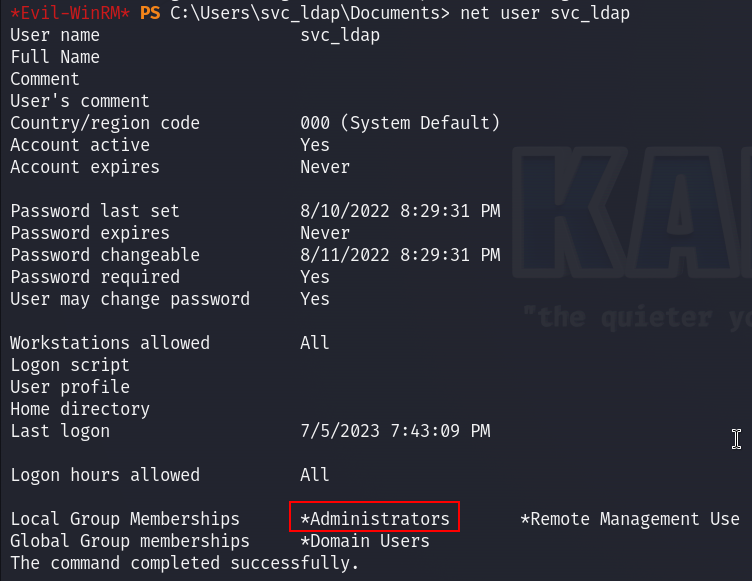 *Evil-WinRM* PS C:\Users\svc_ldap\Documents> net user svc_ldap
User name                    svc_ldap
Full Name
Comment
User's comment
Country/region code          000 (System Default)
Account active               Yes
Account expires              Never
Password last set            8/10/2022 8:29:31 PM
Password expires             Never
Password changeable          8/11/2022 8:29:31 PM
Password required            Yes
User may change password     Yes
KA
"the quieter yo
Workstations allowed         All
Logon script
User profile
Home directory
Last logon                   7/5/2023 7:43:09 PM
Logon hours allowed          All
Local Group Memberships      *Administrators       *Remote Management Use
Global Group memberships     *Domain Users
The command completed successfully.